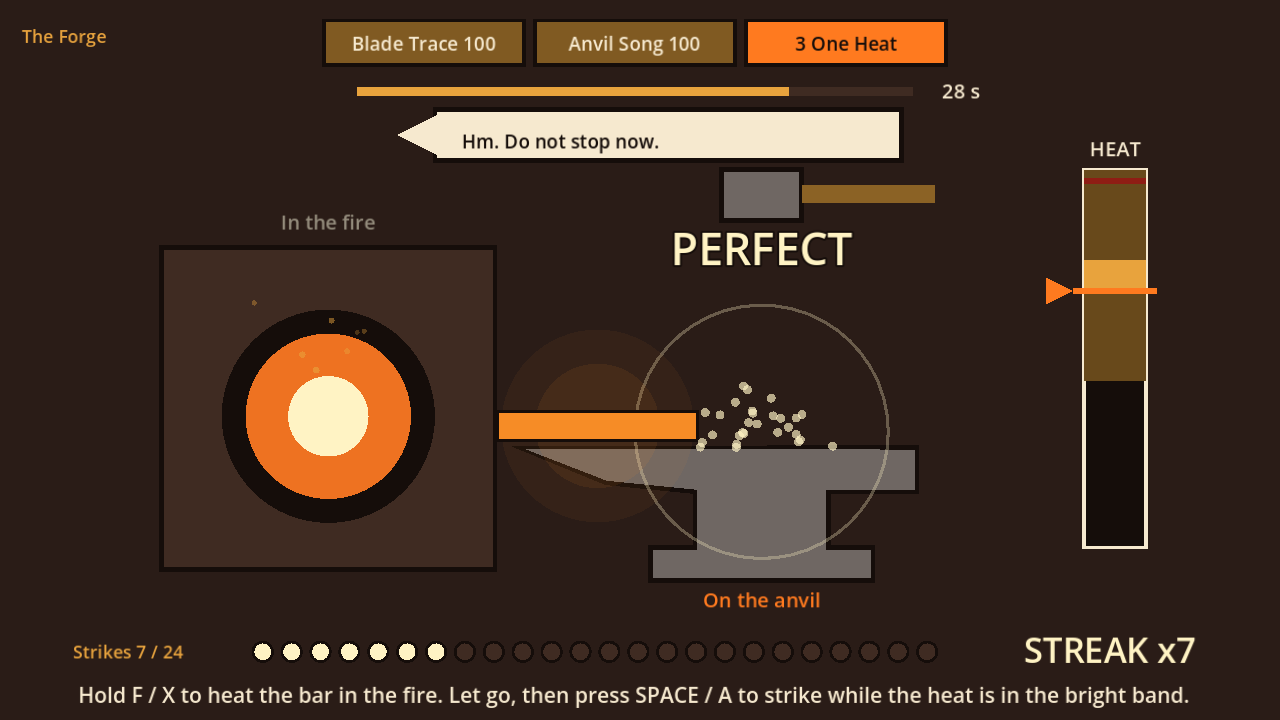 The Forge
Blade Trace 100
Anvil Song 100
3 One Heat
28 s
Hm. Do not stop now.
HEAT
In the fire
PERFECT
On the anvil
Strikes 7 / 24
STREAK x7
Hold F / X to heat the bar in the fire. Let go, then press SPACE / A to strike while the heat is in the bright band.